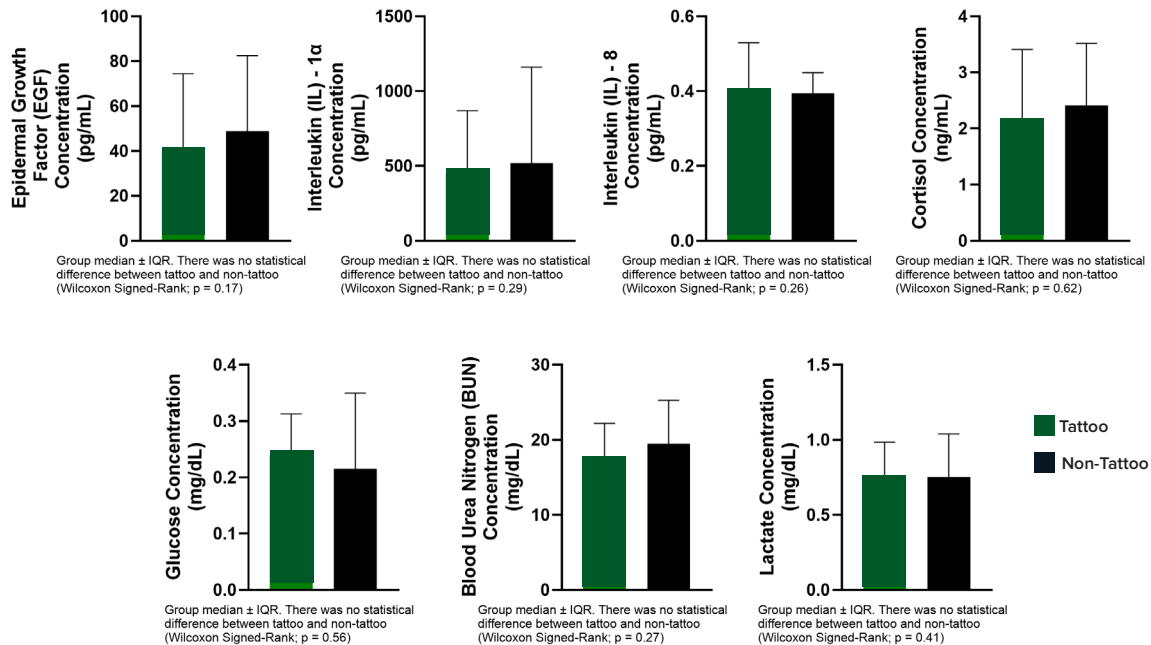 Epidermal Growth
Factor (EGF)
Concentration
(pg/mL)
100
80
60
40
20
0
Group median ± IQR. There was no statistical
difference between tattoo and non-tattoo
(Wilcoxon Signed-Rank; p = 0.17)
Interleukin (IL) - 1α
Concentration
(pg/mL)
1500
1000
500
0
Group median ± IQR. There was no statistical
difference between tattoo and non-tattoo
(Wilcoxon Signed-Rank; p = 0.29)
Interleukin (IL) - 8
Concentration
(pg/mL)
0.6
0.4
0.2
0.0
Group median ± IQR. There was no statistical
difference between tattoo and non-tattoo
(Wilcoxon Signed-Rank; p = 0.26)
Cortisol Concentration
(ng/mL)
4
3
2
1
0
Group median ± IQR. There was no statistical
difference between tattoo and non-tattoo
(Wilcoxon Signed-Rank; p = 0.62)
Glucose Concentration
(mg/dL)
0.4
0.3
0.2
0.1
0.0
Group median ± IQR. There was no statistical
difference between tattoo and non-tattoo
(Wilcoxon Signed-Rank; p = 0.56)
Blood Urea Nitrogen (BUN)
Concentration
(mg/dL)
30
20
10
0
Group median ± IQR. There was no statistical
difference between tattoo and non-tattoo
(Wilcoxon Signed-Rank; p = 0.27)
Lactate Concentration
(mg/dL)
1.5
1.0
0.5
0.0
Group median ± IQR. There was no statistical
difference between tattoo and non-tattoo
(Wilcoxon Signed-Rank; p = 0.41)
Tattoo
Non-Tattoo